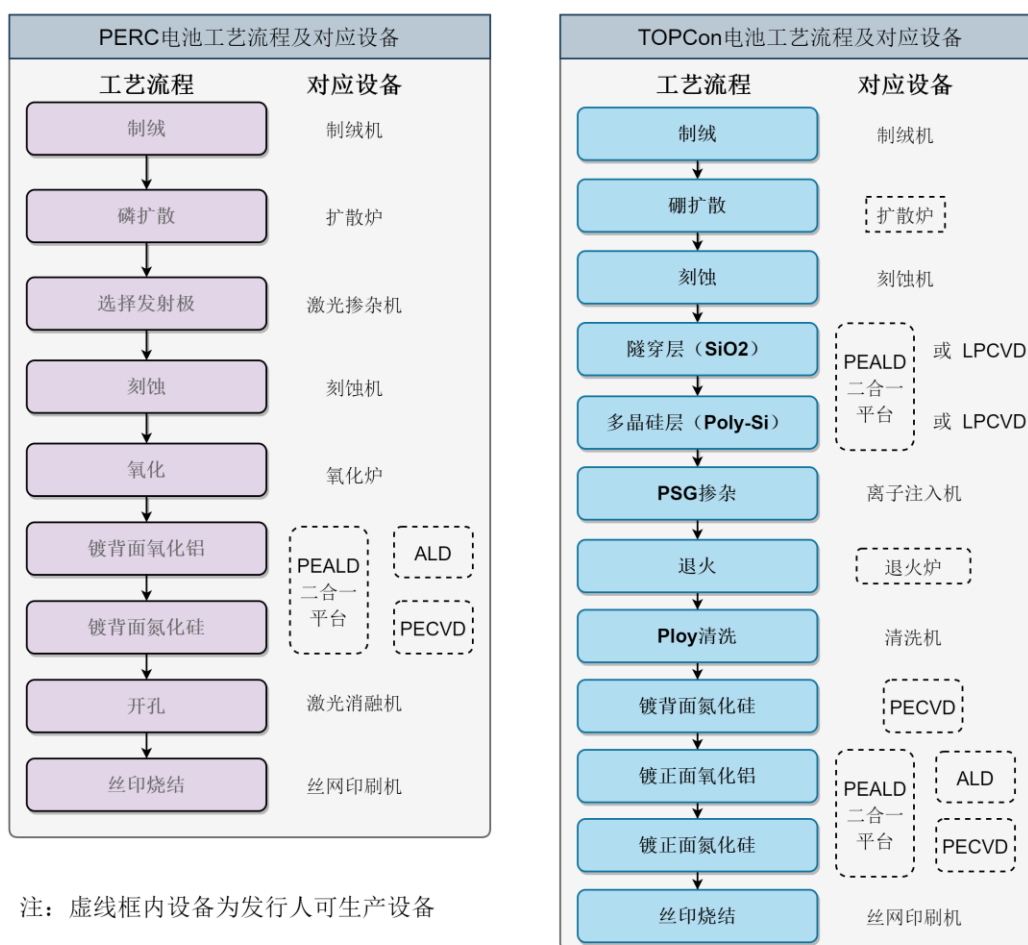 PERC电池工艺流程及对应设备
工艺流程 对应设备
制绒 制绒机
磷扩散 扩散炉
选择发射极 激光掺杂机
刻蚀 刻蚀机
氧化 氧化炉
镀背面氧化铝
镀背面氮化硅
PEALD
二合一
平台
ALD
PECVD
开孔 激光消融机
丝印烧结 丝网印刷机
注：虚线框内设备为发行人可生产设备
TOPCon电池工艺流程及对应设备
工艺流程 对应设备
制绒 制绒机
硼扩散 扩散炉
刻蚀 刻蚀机
隧穿层（SiO2）
多晶硅层（Poly-Si）
PEALD
二合一
平台
或 LPCVD
或 LPCVD
PSG掺杂 离子注入机
退火 退火炉
Ploy清洗 清洗机
镀背面氮化硅 PECVD
镀正面氧化铝
镀正面氮化硅
PEALD
二合一
平台
ALD
PECVD
丝印烧结 丝网印刷机